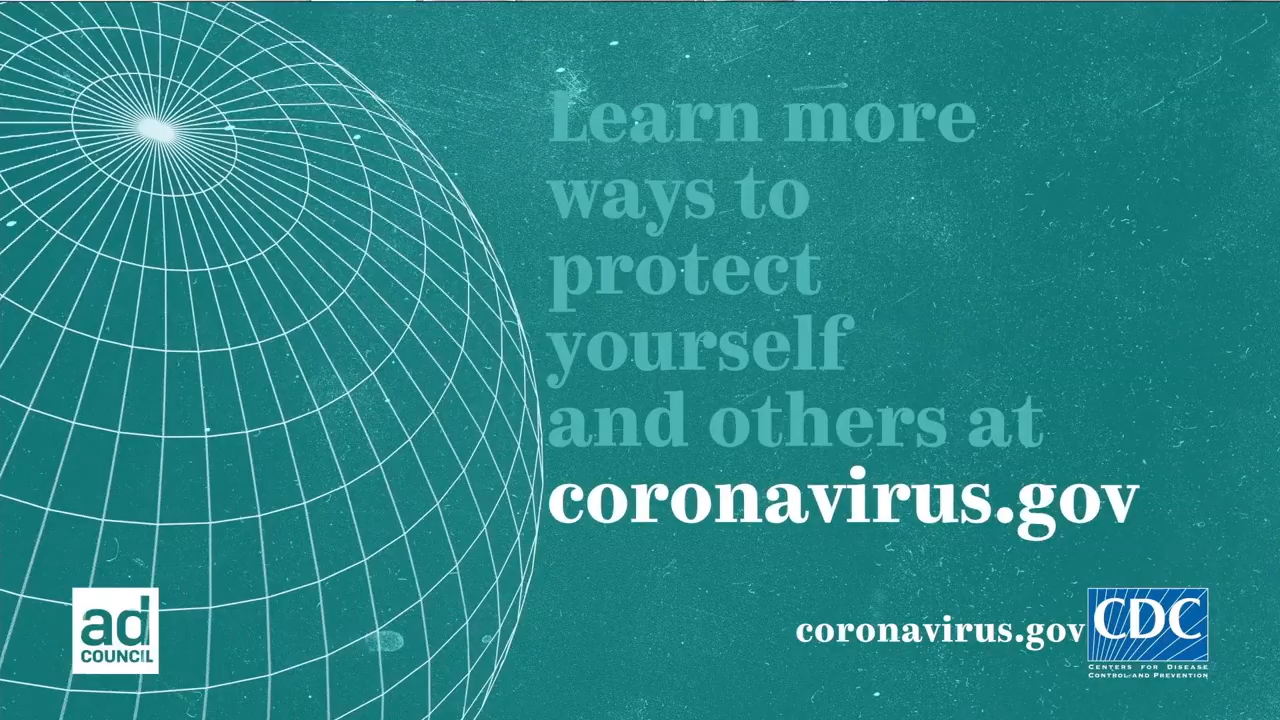 Learn more
ways to
protect
yourself
and others at
coronavirus.gov
ad
COUNCIL
coronavirus.gov
CDC
CENTERS FOR DISEASE
CONTROL AND PREVENTION